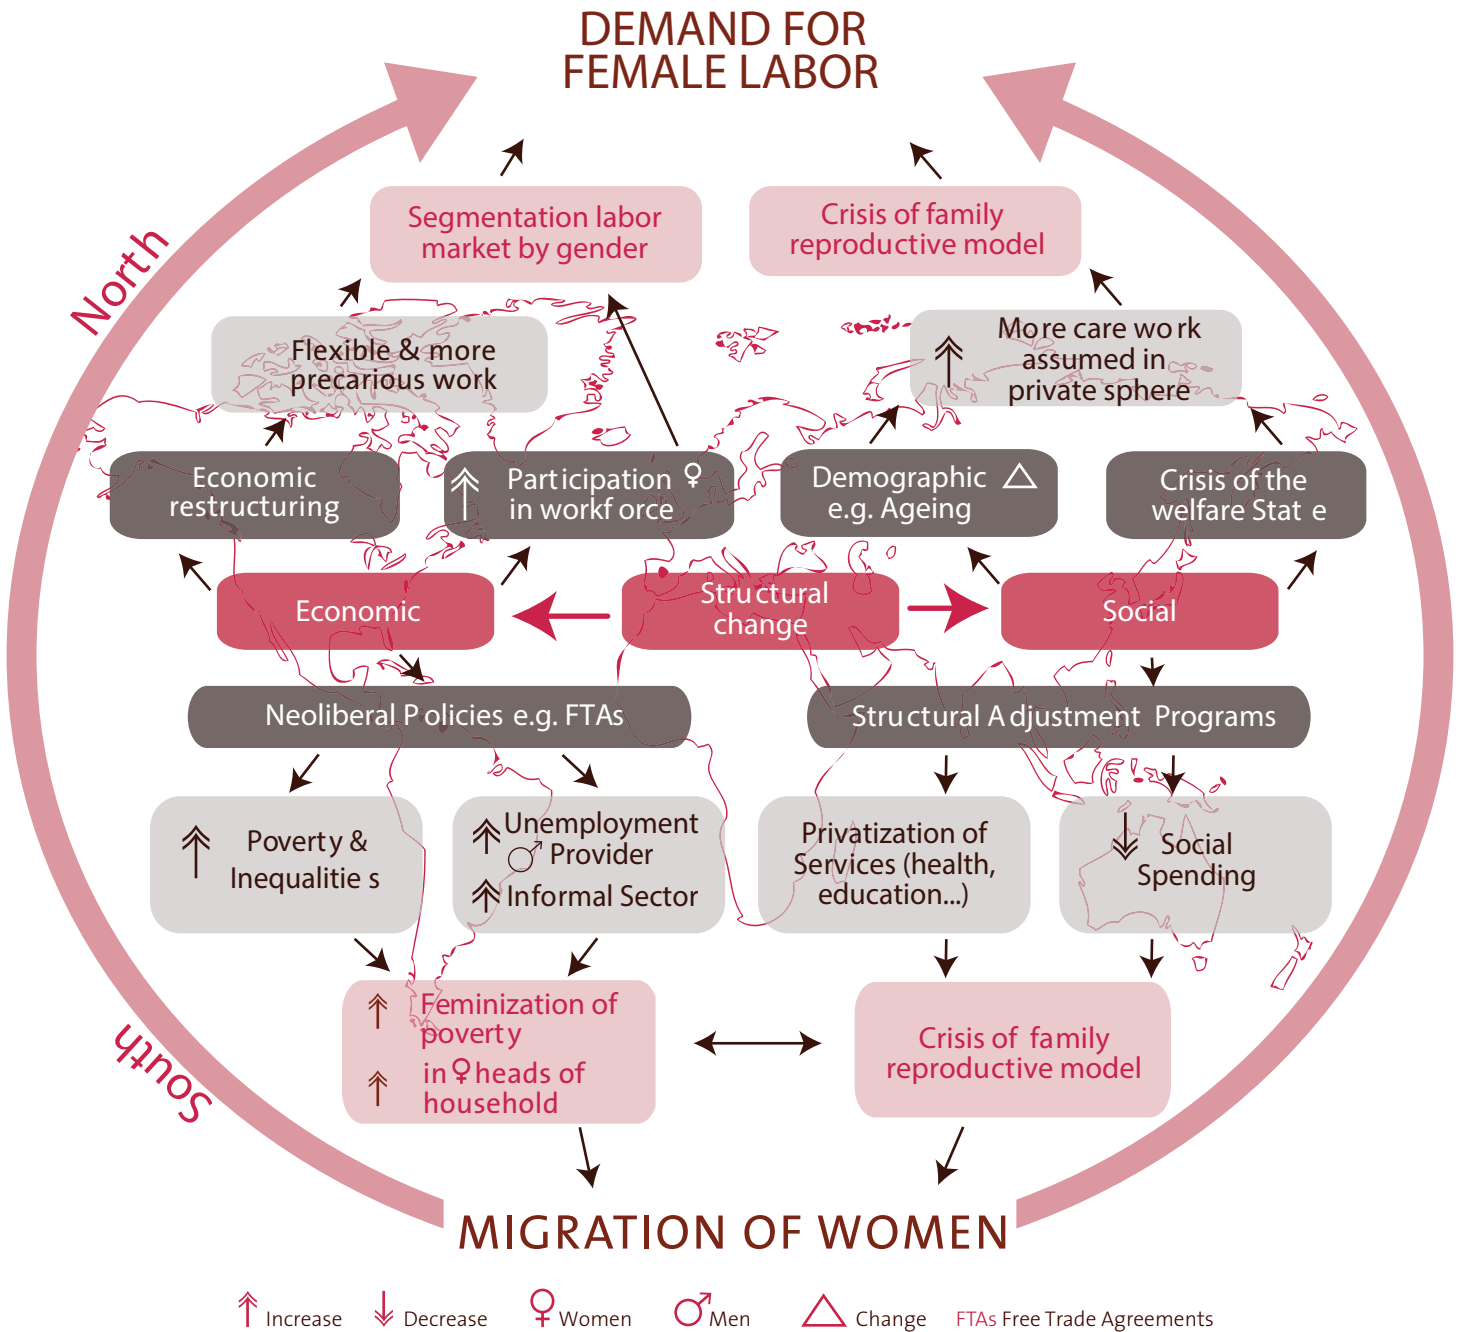 DEMAND FOR
FEMALE LABOR
North
Segmentation labor
market by gender
Crisis of family
reproductive model
Flexible & more
precarious work
More care work
assumed in
private sphere
Economic
restructuring
Participation ♀
in workforce
Demographic △
e.g. Ageing
Crisis of the
welfare State
Economic
Structural
change
Social
Neoliberal Policies e.g. FTAs
Structural Adjustment Programs
Poverty &
Inequalities
Unemployment
♂ Provider
Informal Sector
Privatization of
Services (health,
education...)
Social
Spending
South
Feminization of
poverty
in ♀ heads of
household
Crisis of family
reproductive model
MIGRATION OF WOMEN
Increase
Decrease
♀ Women
♂ Men
△ Change
FTAs Free Trade Agreements